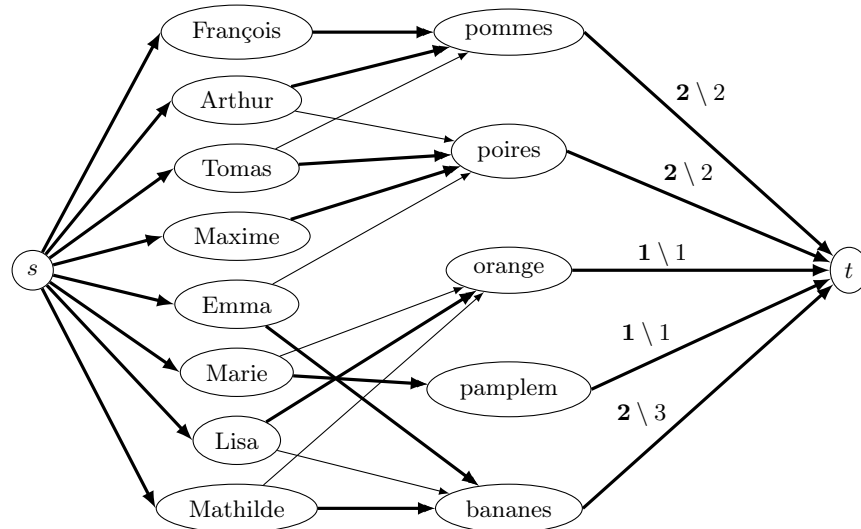 François
pommes
Arthur
2 \ 2
Tomas
poires
2 \ 2
Maxime
s
orange
1 \ 1
t
Emma
1 \ 1
Marie
pamplem
2 \ 3
Lisa
Mathilde
bananes